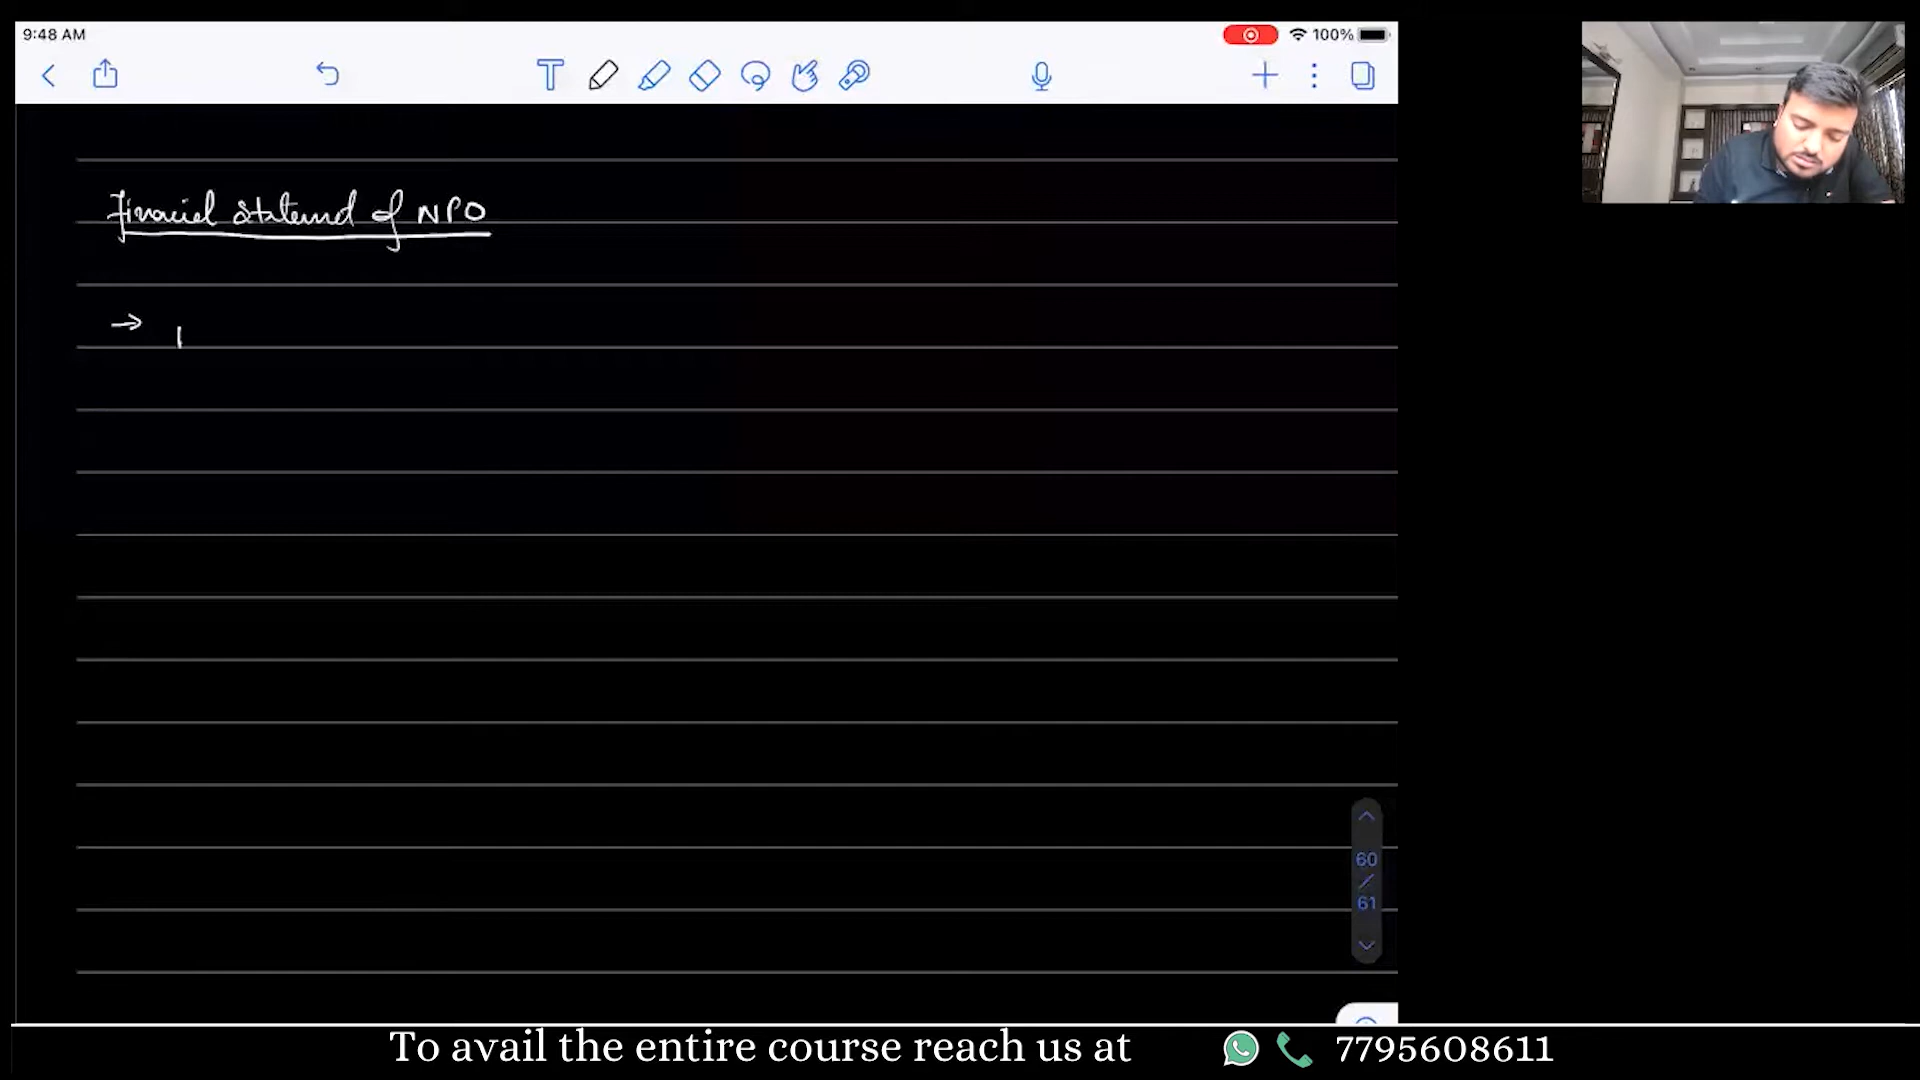 9:48 AM
100%
Financial Statement of NPO
→
60
/
61
To avail the entire course reach us at 7795608611